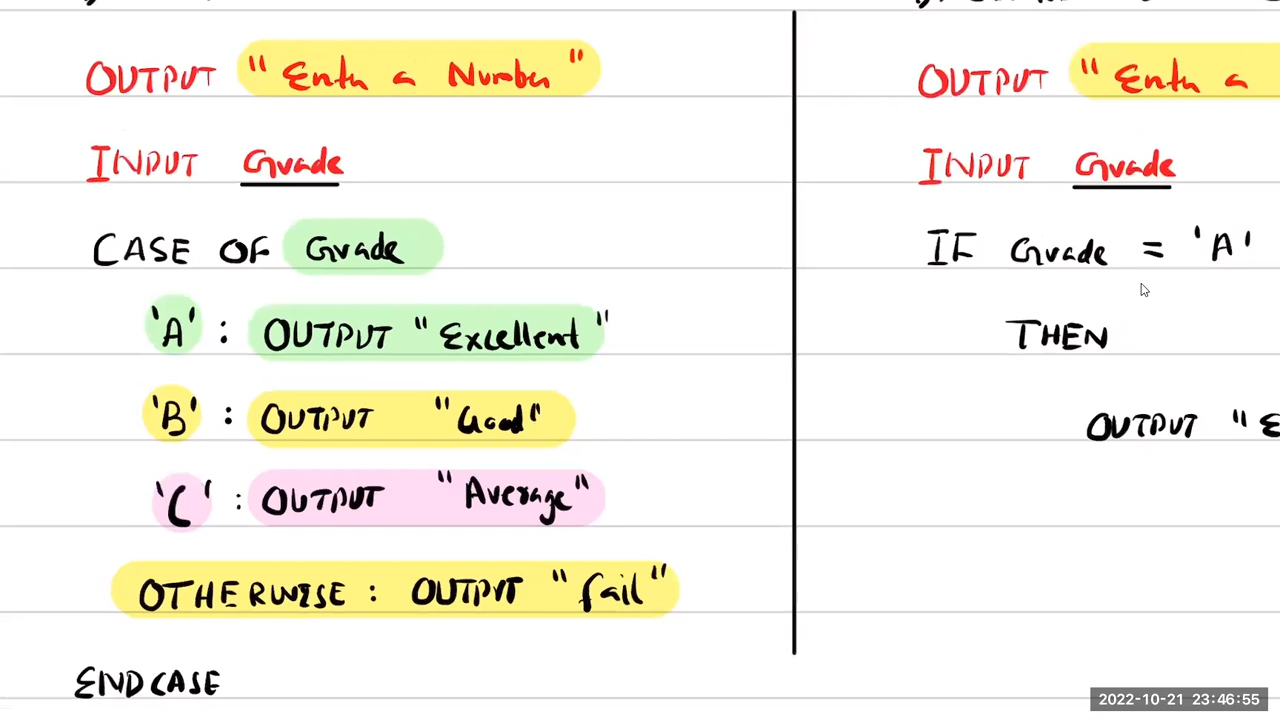 OUTPUT "Enter a Number"
INPUT Grade
CASE OF Grade
'A' : OUTPUT "Excellent"
'B' : OUTPUT "Good"
'C' : OUTPUT "Average"
OTHERWISE : OUTPUT "fail"
ENDCASE
OUTPUT "Enter a
INPUT Grade
IF Grade = 'A'
THEN
OUTPUT "E
2022-10-21 23:46:55